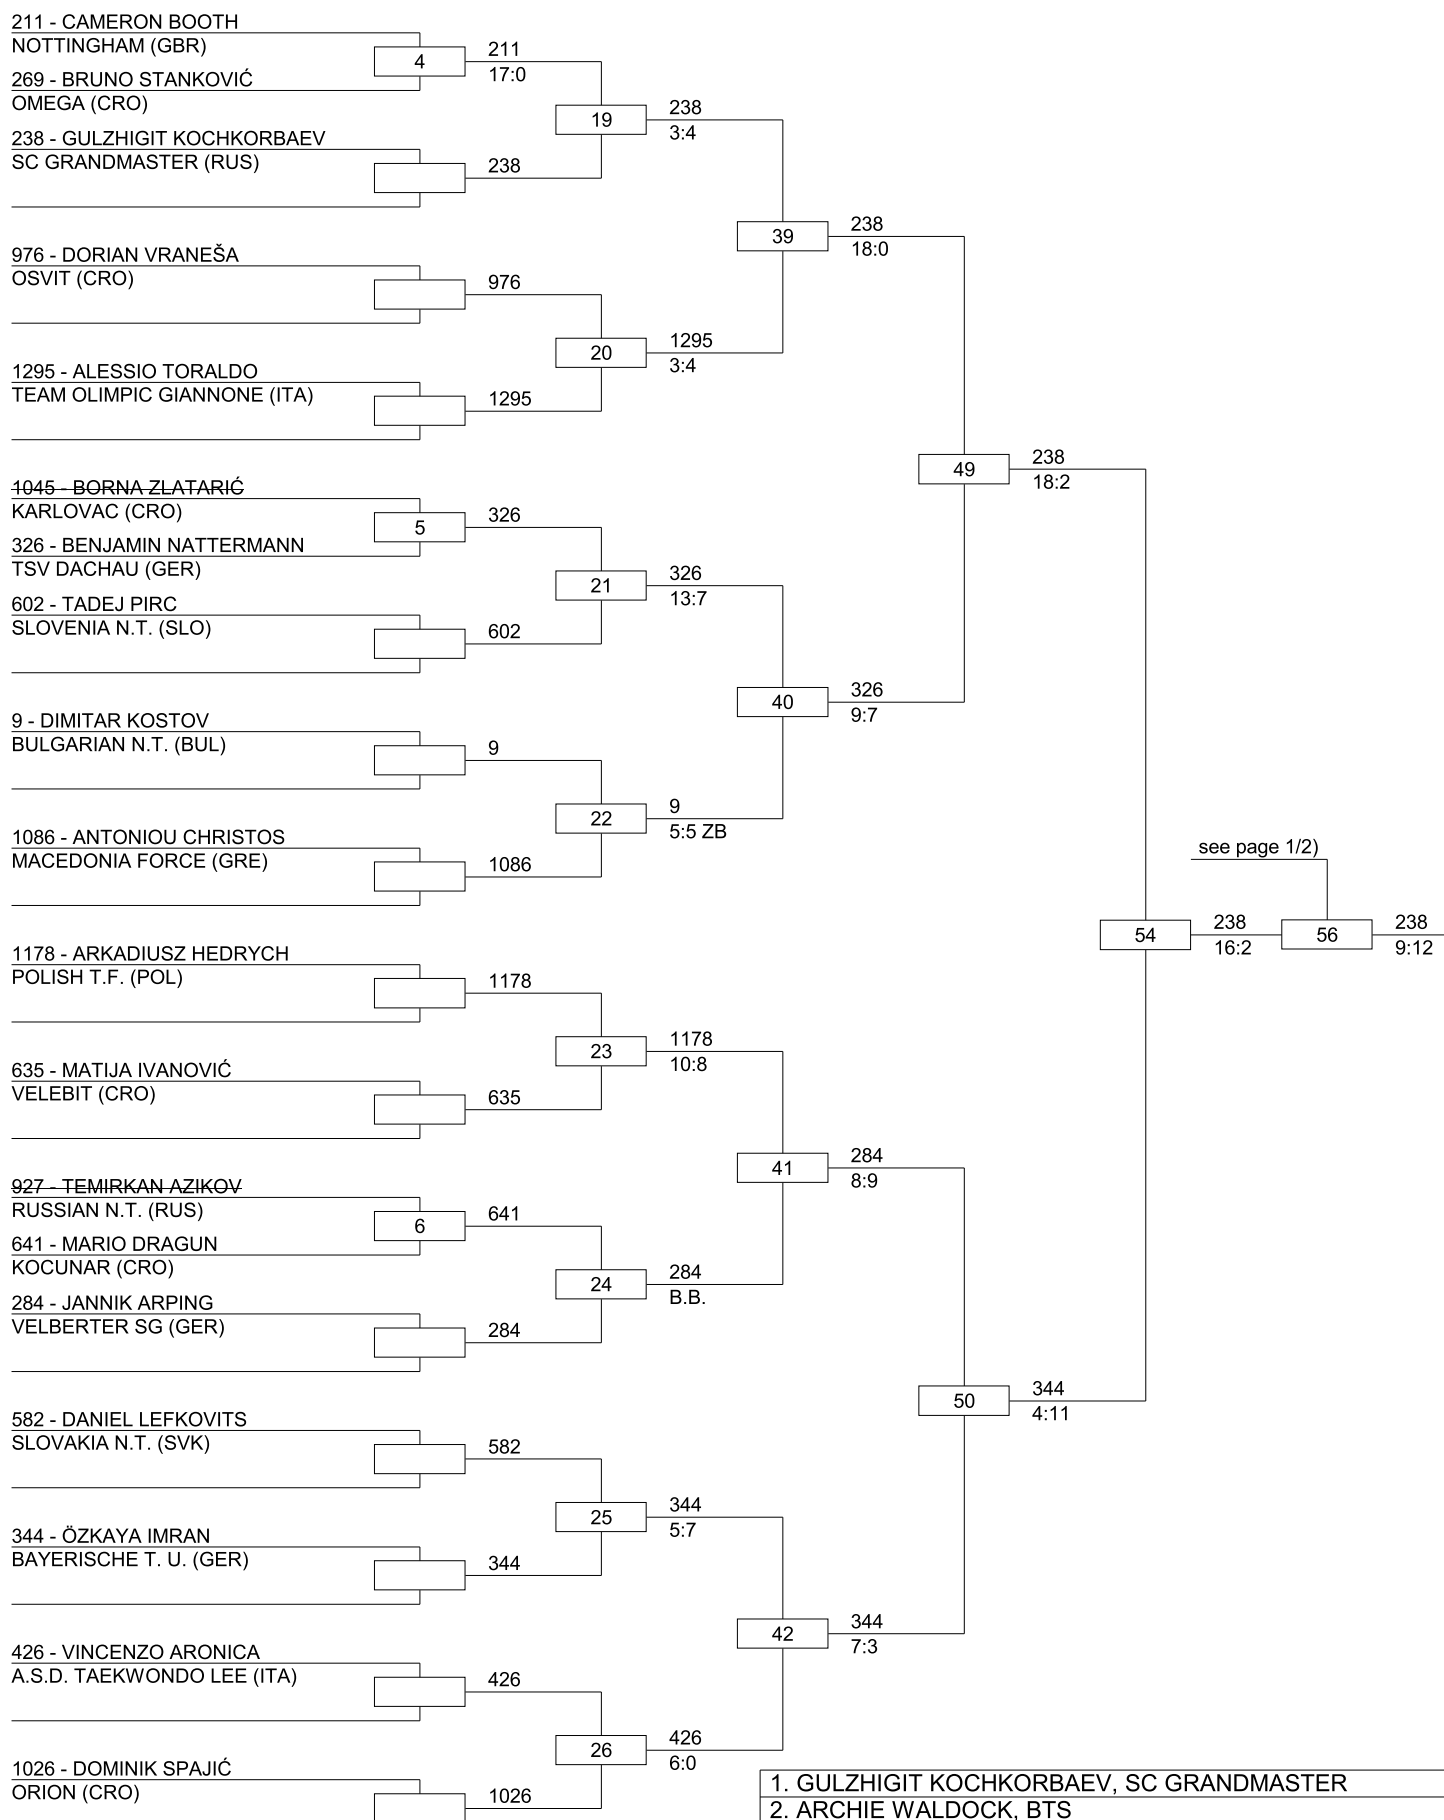 211 - CAMERON BOOTH
NOTTINGHAM (GBR)
4
211
17:0
269 - BRUNO STANKOVIĆ
OMEGA (CRO)
19
238
3:4
238 - GULZHIGIT KOCHKORBAEV
SC GRANDMASTER (RUS)
238
39
238
18:0
976 - DORIAN VRANEŠA
OSVIT (CRO)
976
20
1295
3:4
1295 - ALESSIO TORALDO
TEAM OLIMPIC GIANNONE (ITA)
1295
49
238
18:2
1045 - BORNA ZLATARIĆ
KARLOVAC (CRO)
5
326
326 - BENJAMIN NATTERMANN
TSV DACHAU (GER)
21
326
13:7
602 - TADEJ PIRC
SLOVENIA N.T. (SLO)
602
40
326
9:7
9 - DIMITAR KOSTOV
BULGARIAN N.T. (BUL)
9
22
9
5:5 ZB
1086 - ANTONIOU CHRISTOS
MACEDONIA FORCE (GRE)
1086
see page 1/2)
54
238
16:2
56
238
9:12
1178 - ARKADIUSZ HEDRYCH
POLISH T.F. (POL)
1178
23
1178
10:8
635 - MATIJA IVANOVIĆ
VELEBIT (CRO)
635
41
284
8:9
927 - TEMIRKAN AZIKOV
RUSSIAN N.T. (RUS)
6
641
641 - MARIO DRAGUN
KOCUNAR (CRO)
24
284
B.B.
284 - JANNIK ARPING
VELBERTER SG (GER)
284
50
344
4:11
582 - DANIEL LEFKOVITS
SLOVAKIA N.T. (SVK)
582
25
344
5:7
344 - ÖZKAYA IMRAN
BAYERISCHE T. U. (GER)
344
42
344
7:3
426 - VINCENZO ARONICA
A.S.D. TAEKWONDO LEE (ITA)
426
26
426
6:0
1026 - DOMINIK SPAJIĆ
ORION (CRO)
1026
1. GULZHIGIT KOCHKORBAEV, SC GRANDMASTER
2. ARCHIE WALDOCK, BTS